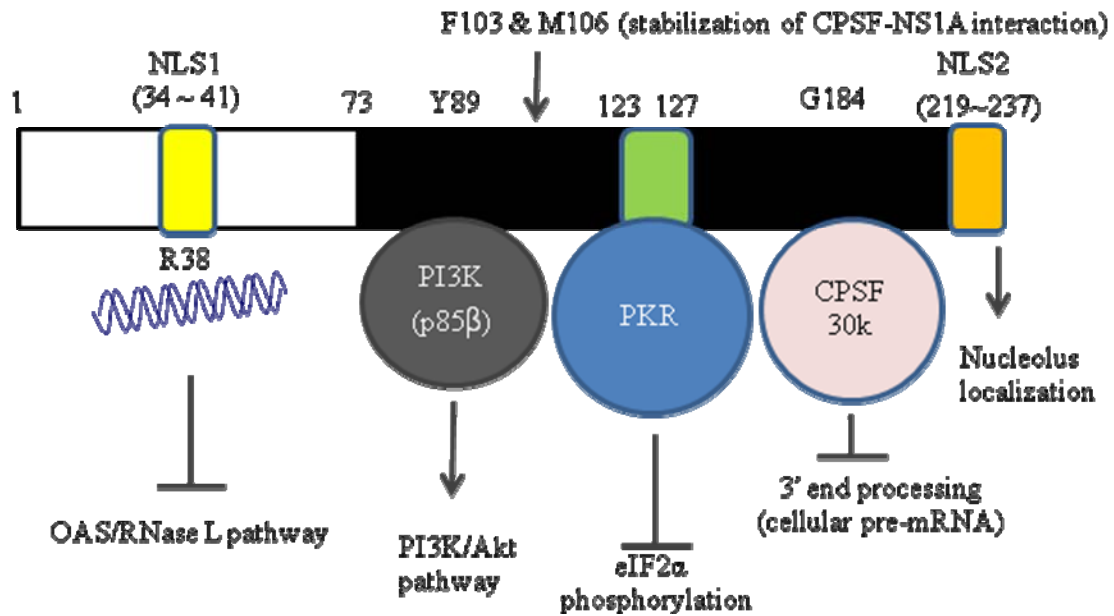 F103 & M106 (stabilization of CPSF-NS1A interaction)
NLS1
(34～41)
NLS2
(219~237)
1
73
Y89
123 127
G184
R38
PI3K
(p85β)
PKR
CPSF
30k
Nucleolus
localization
OAS/RNase L pathway
PI3K/Akt
pathway
eIF2α
phosphorylation
3’ end processing
(cellular pre-mRNA)